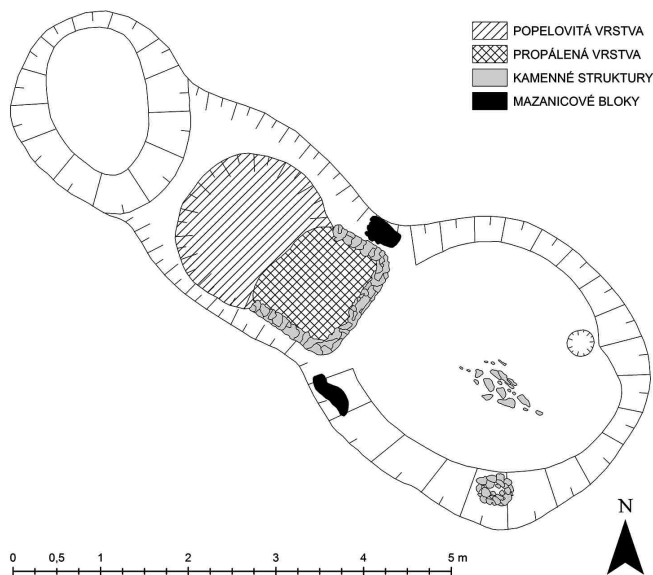 POPELOVITÁ VRSTVA
PROPÁLENÁ VRSTVA
KAMENNÉ STRUKTURY
MAZANICOVÉ BLOKY
N
0 0,5 1 2 3 4 5 m